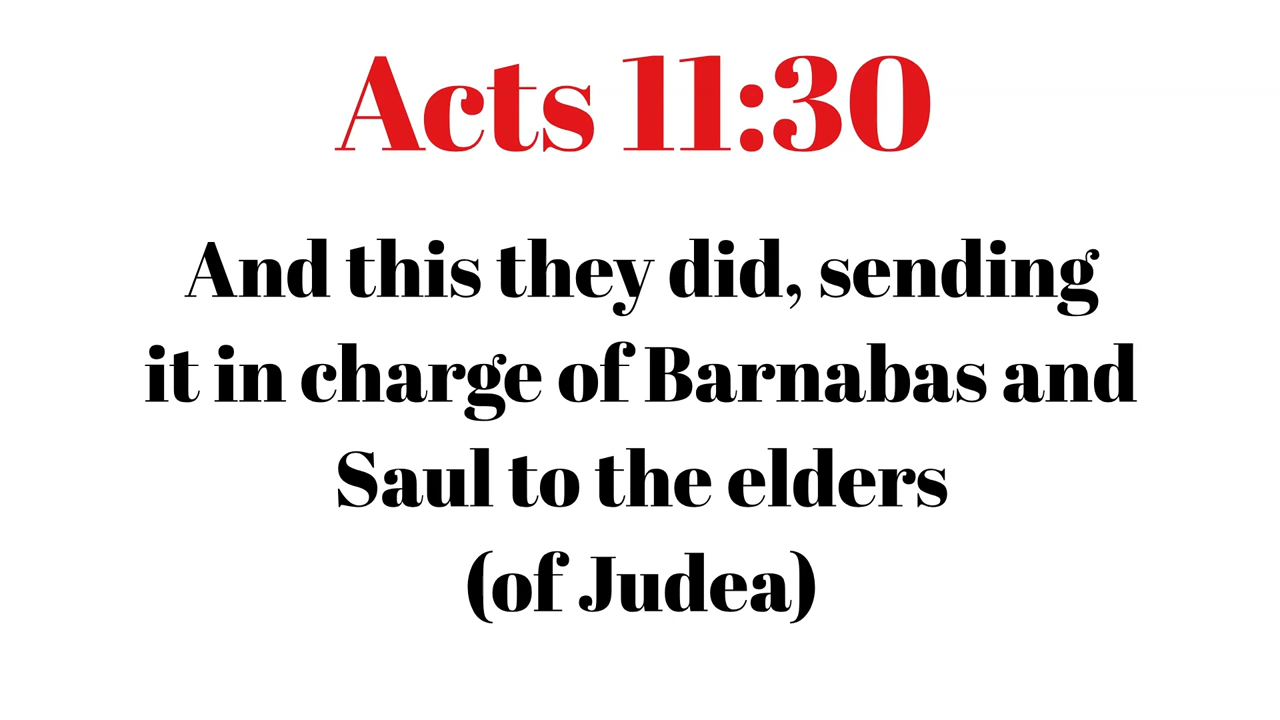 Acts 11:30
And this they did, sending
it in charge of Barnabas and
Saul to the elders
(of Judea)